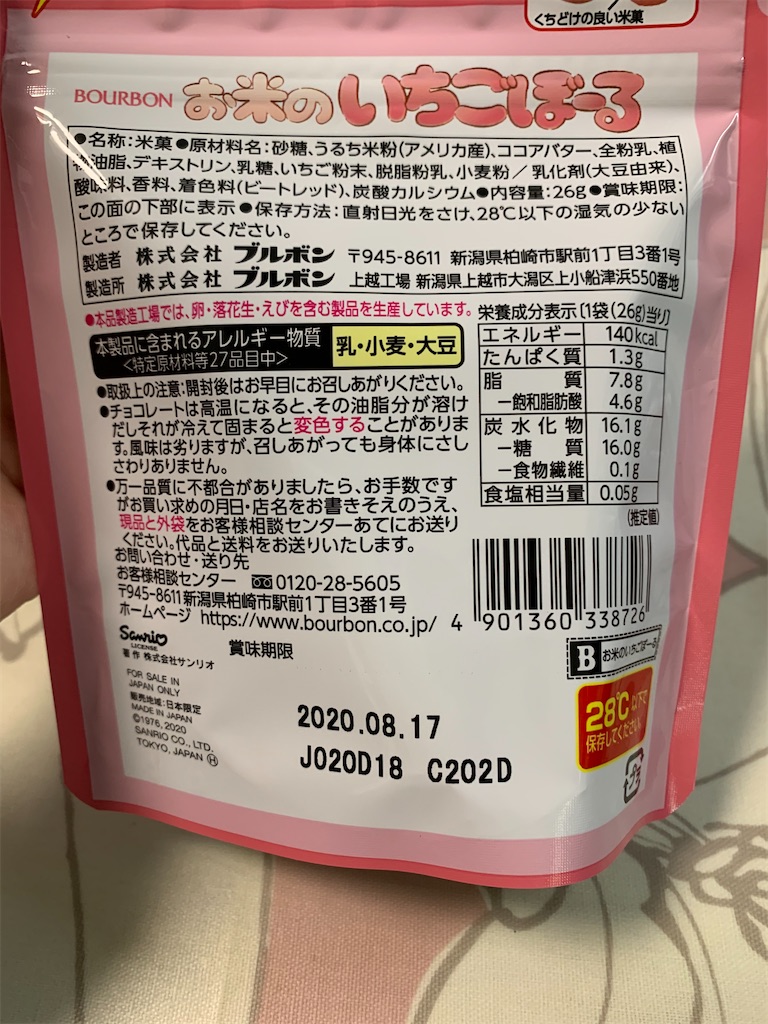 くちどけの良い米菓
BOURBON お米のいちごぼーる
●名称:米菓●原材料名:砂糖、うるち米粉(アメリカ産)、ココアバター、全粉乳、植
物油脂、デキストリン、乳糖、いちご粉末、脱脂粉乳、小麦粉/乳化剤(大豆由来)、
酸味料、香料、着色料(ビートレッド)、炭酸カルシウム●内容量:26g●賞味期限:
この面の下部に表示●保存方法:直射日光をさけ、28℃以下の湿気の少ない
ところで保存してください。
製造者 株式会社 ブルボン 〒945-8611 新潟県柏崎市駅前1丁目3番1号
製造所 株式会社 ブルボン 上越工場 新潟県上越市大潟区上小船津浜550番地
●本品製造工場では、卵・落花生・えびを含む製品を生産しています。
本製品に含まれるアレルギー物質
<特定原材料等27品目中>
乳・小麦・大豆
●取扱上の注意:開封後はお早目にお召しあがりください。
●チョコレートは高温になると、その油脂分が溶け
だしそれが冷えて固まると変色することがありま
す。風味は劣りますが、召しあがっても身体にさし
さわりありません。
●万一品質に不都合がありましたら、お手数です
がお買い求めの月日・店名をお書きそえのうえ、
現品と外袋をお客様相談センターあてにお送り
ください。代品と送料をお送りいたします。
お問い合わせ・送り先
お客様相談センター 0120-28-5605
〒945-8611新潟県柏崎市駅前1丁目3番1号
ホームページ https://www.bourbon.co.jp/
栄養成分表示〔1袋(26g)当り〕
エネルギー 140kcal
たんぱく質 1.3g
脂質 7.8g
ー飽和脂肪酸 4.6g
炭水化物 16.1g
ー糖質 16.0g
ー食物繊維 0.1g
食塩相当量 0.05g
(推定値)
4 901360 338726
B お米のいちごぼーる
28℃以下で
保存してください。
プラ
Sanrio
LICENSE
著作 株式会社サンリオ
FOR SALE IN
JAPAN ONLY
販売地域:日本限定
MADE IN JAPAN
©1976, 2020
SANRIO CO., LTD.
TOKYO, JAPAN Ⓗ
賞味期限
2020.08.17
J020D18 C202D